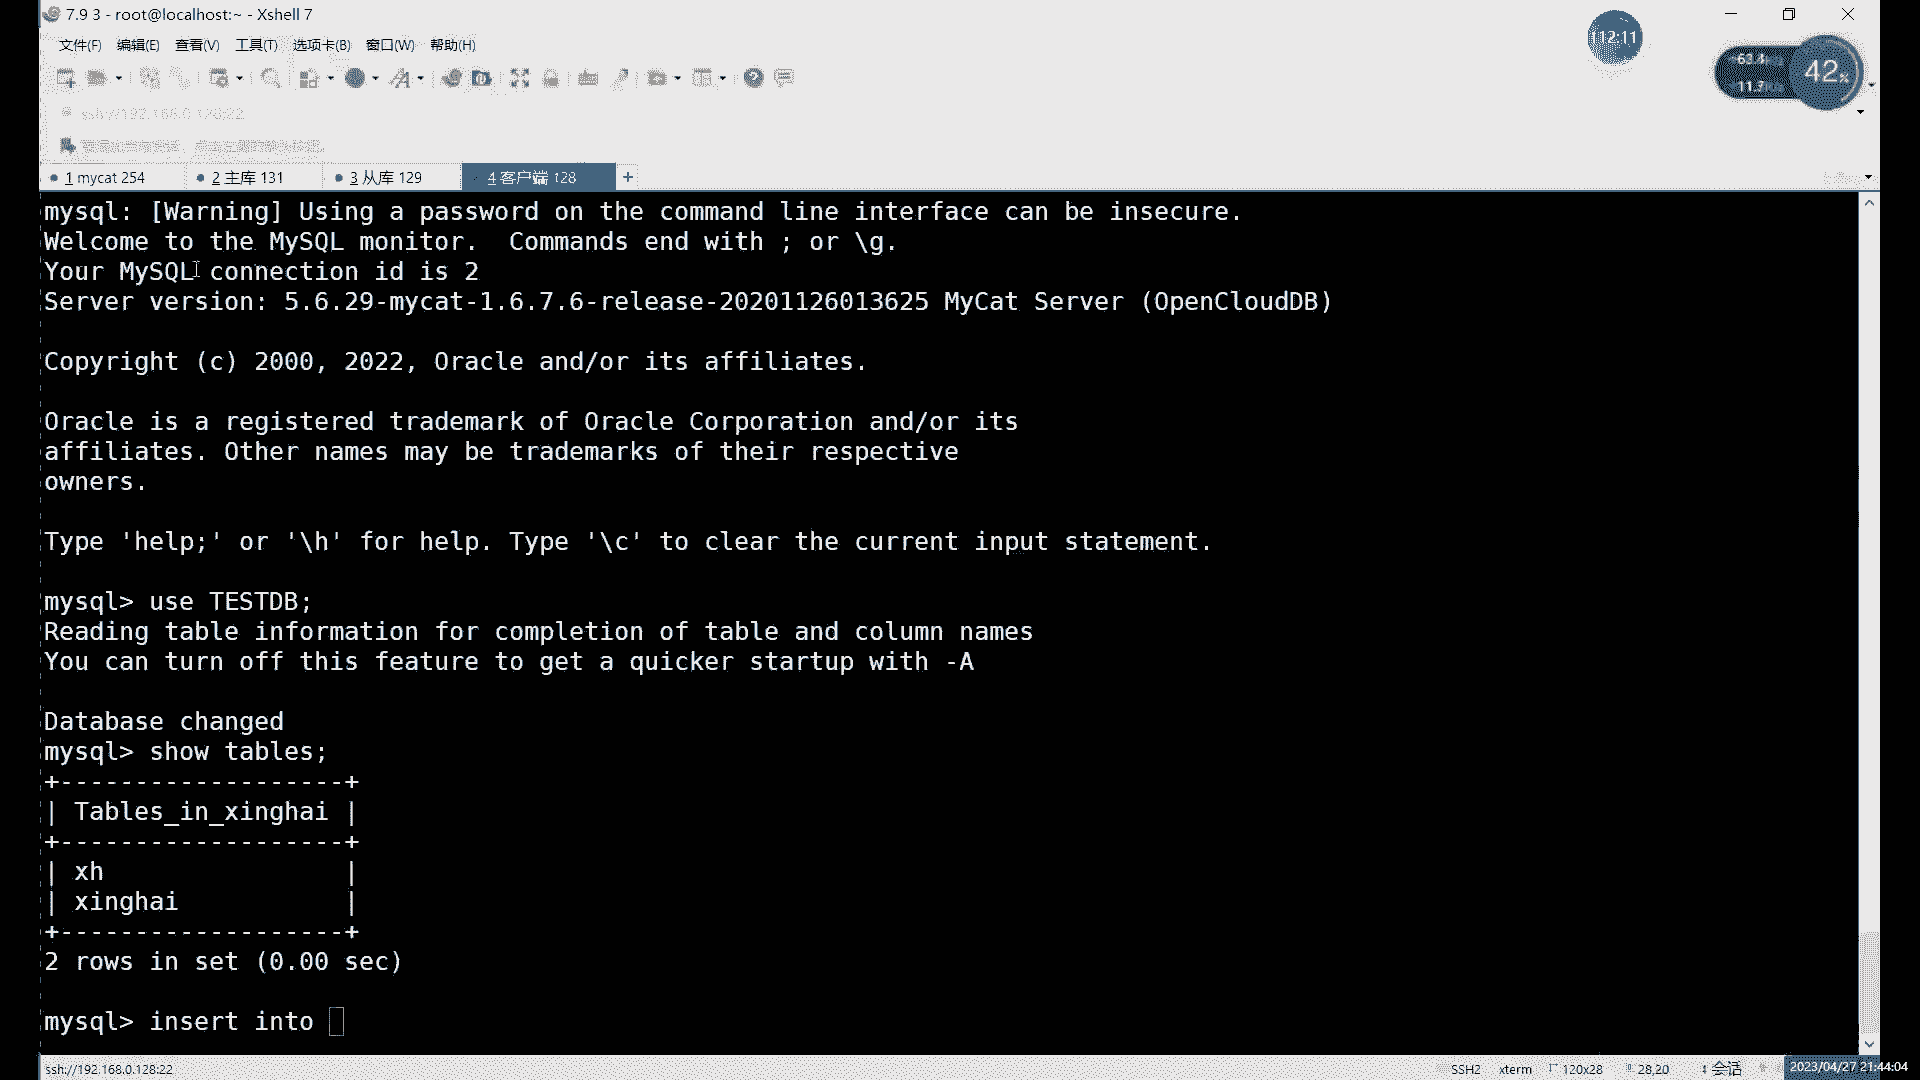 7.9 3 - root@localhost:~ - Xshell 7
文件(F) 编辑(E) 查看(V) 工具(T) 选项卡(B) 窗口(W) 帮助(H)
112:11
42%
ssh://192.168.0.128:22
1 mycat 254 2 主库 131 3 从库 129 4 客户端 128 +
mysql: [Warning] Using a password on the command line interface can be insecure.
Welcome to the MySQL monitor.  Commands end with ; or \g.
Your MySQL connection id is 2
Server version: 5.6.29-mycat-1.6.7.6-release-20201126013625 MyCat Server (OpenCloudDB)
Copyright (c) 2000, 2022, Oracle and/or its affiliates.
Oracle is a registered trademark of Oracle Corporation and/or its
affiliates. Other names may be trademarks of their respective
owners.
Type 'help;' or '\h' for help. Type '\c' to clear the current input statement.
mysql> use TESTDB;
Reading table information for completion of table and column names
You can turn off this feature to get a quicker startup with -A
Database changed
mysql> show tables;
+-------------------+
| Tables_in_xinghai |
+-------------------+
| xh                |
| xinghai           |
+-------------------+
2 rows in set (0.00 sec)
mysql> insert into
ssh://192.168.0.128:22 SSH2 xterm 120x28 28,20 1 会话 2023/04/27 21:44:04